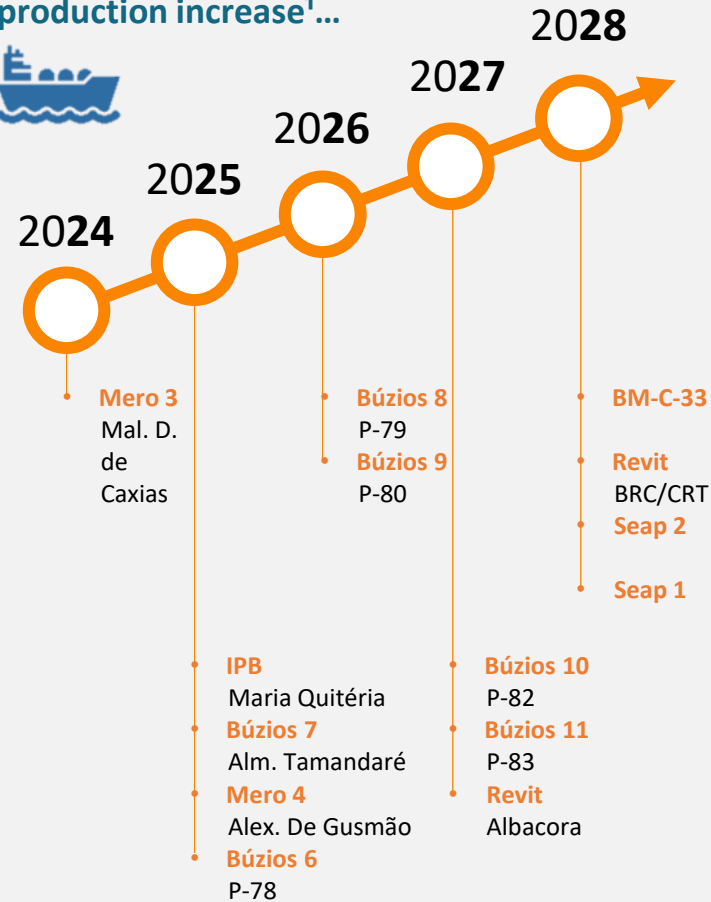 production increase¹…
2024
2025
2026
2027
2028
Mero 3
Mal. D.
de
Caxias
IPB
Maria Quitéria
Búzios 7
Alm. Tamandaré
Mero 4
Alex. De Gusmão
Búzios 6
P-78
Búzios 8
P-79
Búzios 9
P-80
Búzios 10
P-82
Búzios 11
P-83
Revit
Albacora
BM-C-33
Revit
BRC/CRT
Seap 2
Seap 1